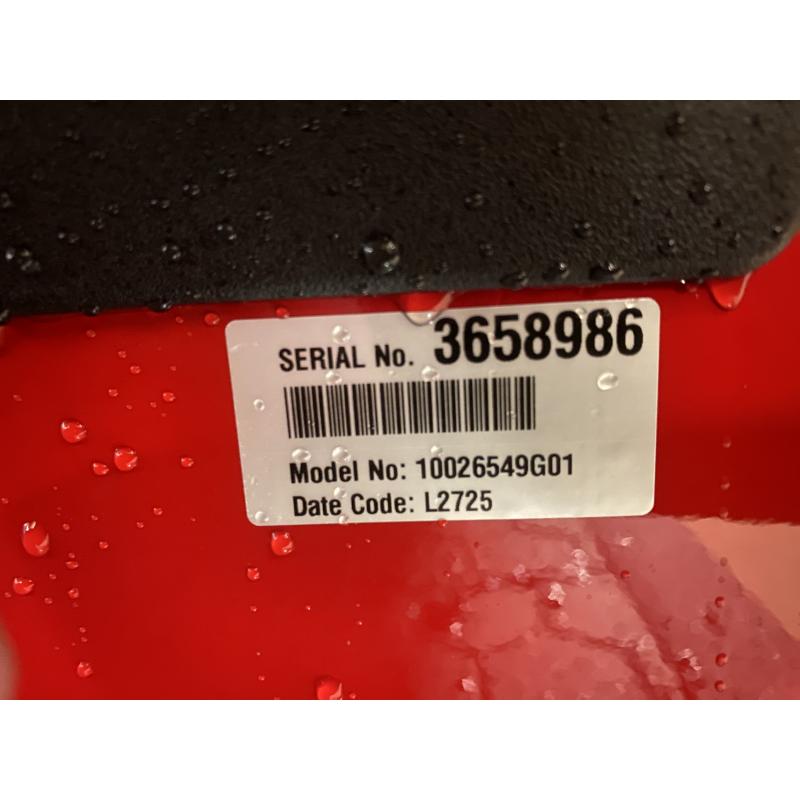 SERIAL No. 3658986
Model No: 10026549G01
Date Code: L2725